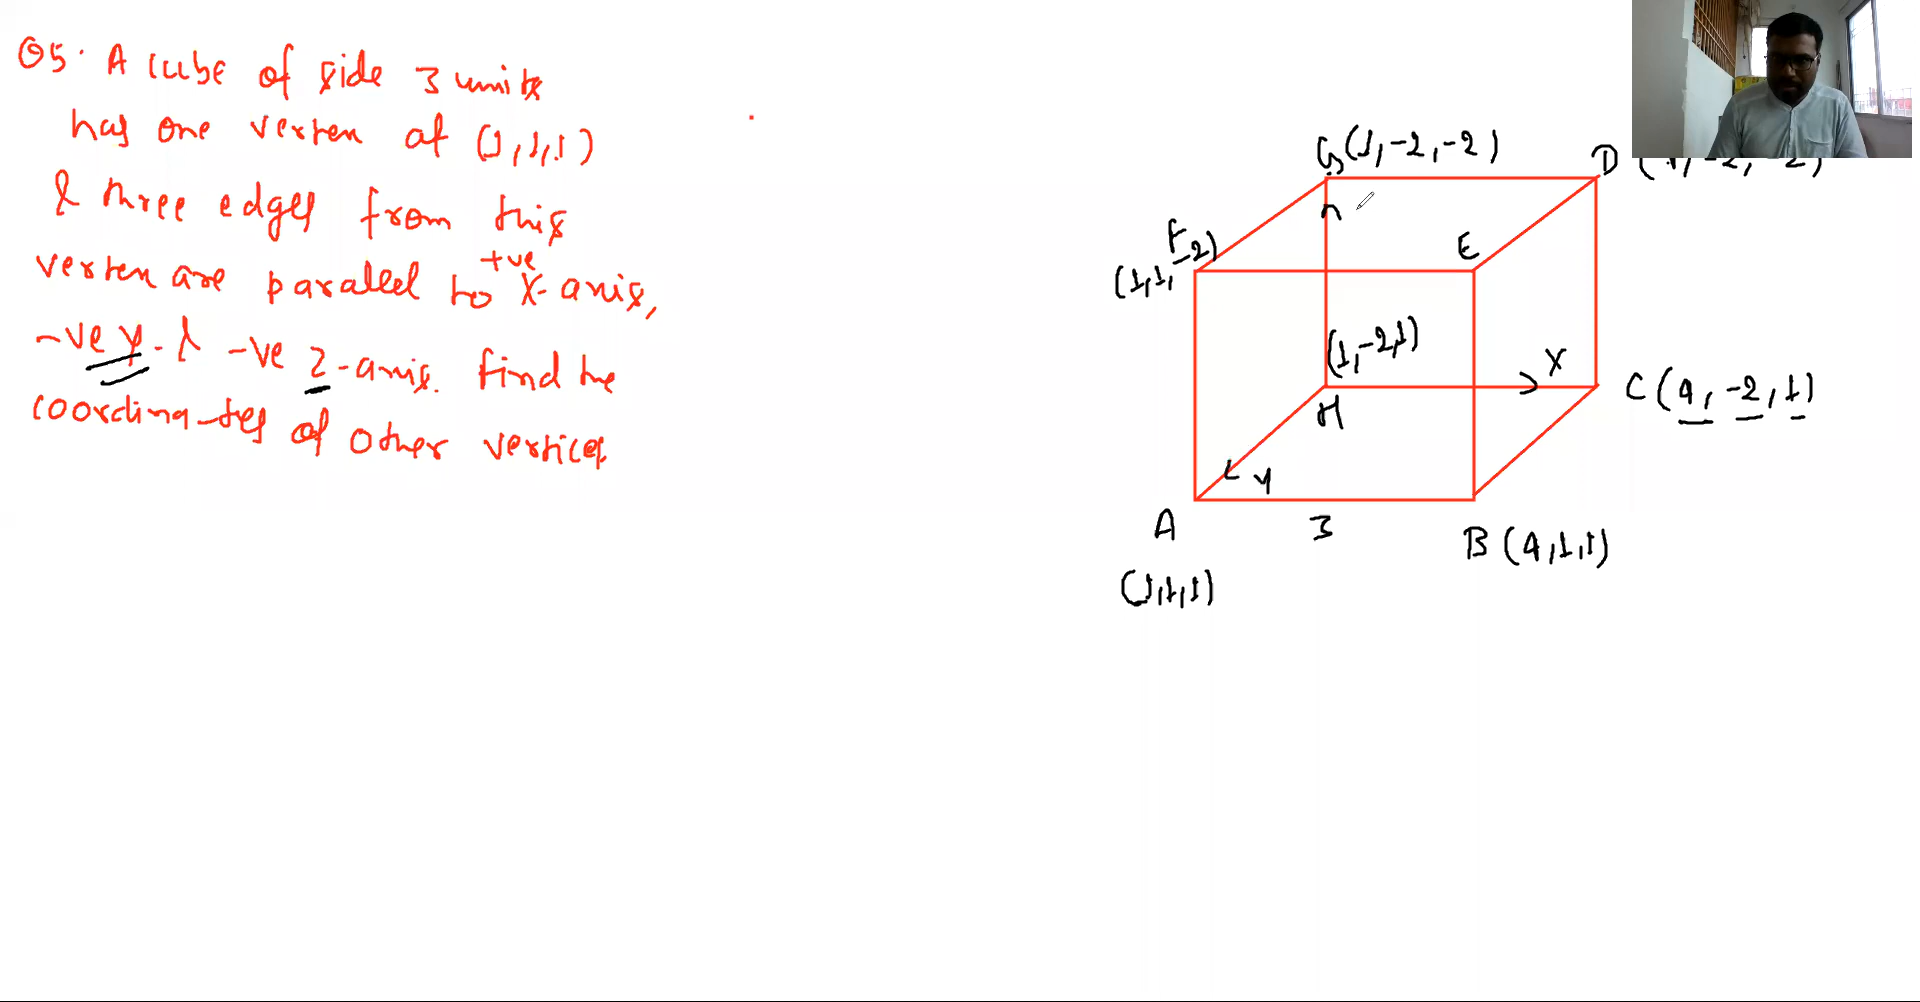 Q5. A cube of side 3 units
has one vertex at (1,1,1)
& three edges from this
vertex are parallel to +ve X-axis,
-ve y- & -ve Z-axis. Find the
coordina-tes of other vertices
G (1,-2,-2)
D
F
(1,1,-2)
E
(1,-2,1)
X
C (4,-2,1)
H
y
A
3
B (4,1,1)
(1,1,1)